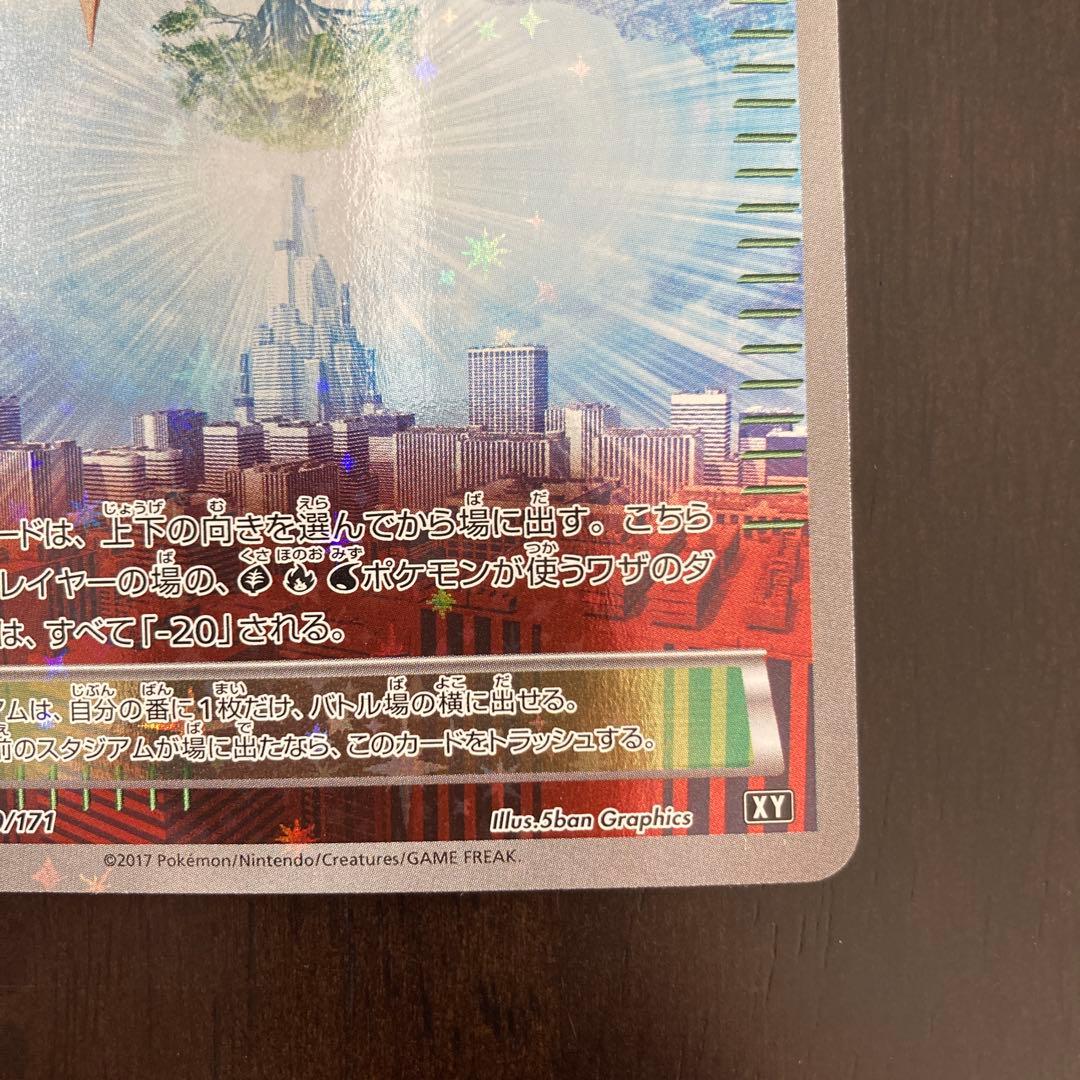 ードは、上下の向きを選んでから場に出す。こちら
レイヤーの場の、ポケモンが使うワザのダ
は、すべて「-20」される。
ムは、自分の番に1枚だけ、バトル場の横に出せる。
前のスタジアムが場に出たなら、このカードをトラッシュする。
/171
Illus.5ban Graphics
XY
©2017 Pokémon/Nintendo/Creatures/GAME FREAK.